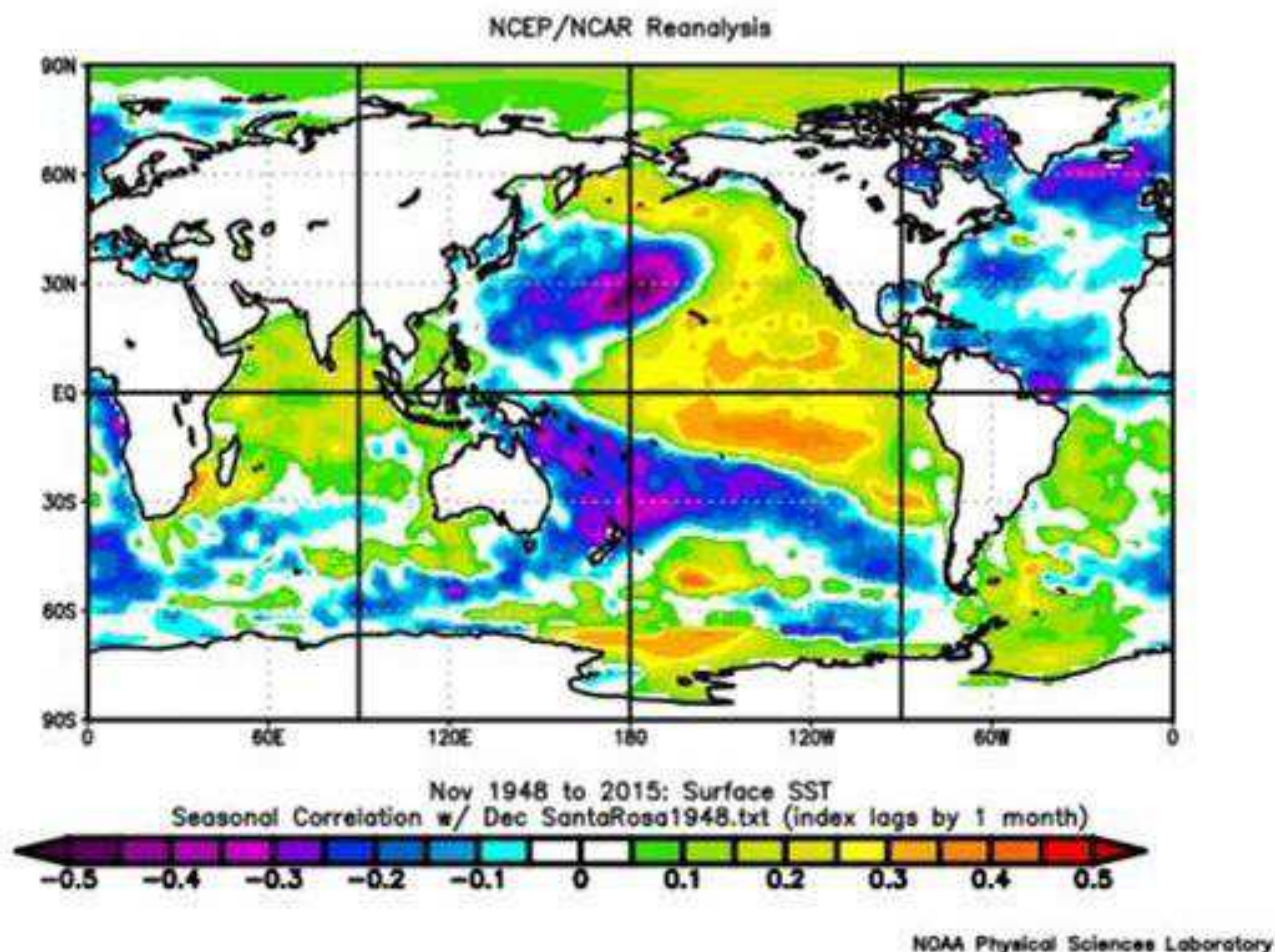 NCEP/NCAR Reanalysis
90N
60N
30N
EQ
30S
60S
90S
0 60E 120E 180 120W 60W 0
Nov 1948 to 2015: Surface SST
Seasonal Correlation w/ Dec SantaRosa1948.txt (index lags by 1 month)
-0.5 -0.4 -0.3 -0.2 -0.1 0 0.1 0.2 0.3 0.4 0.5
NOAA Physical Sciences Laboratory